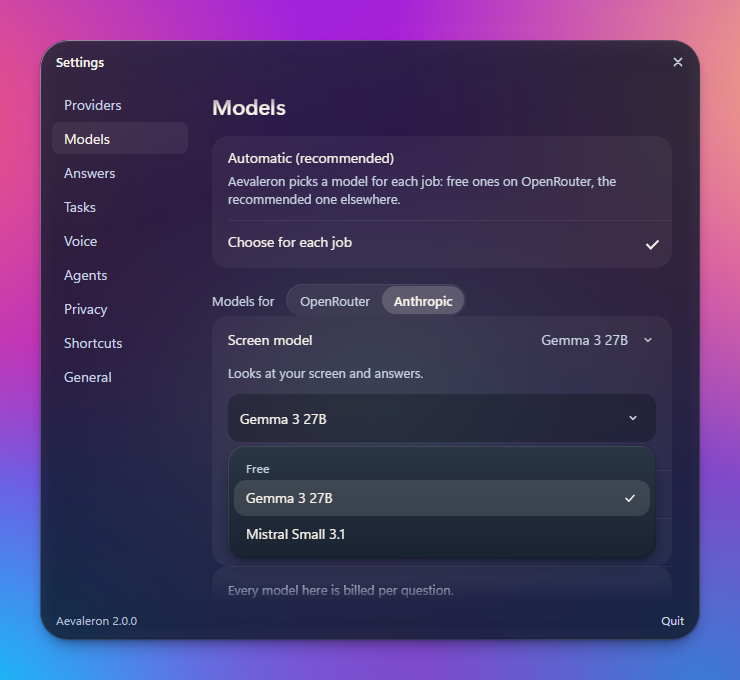 Settings
Providers
Models
Answers
Tasks
Voice
Agents
Privacy
Shortcuts
General
Models
Automatic (recommended)
Aevaleron picks a model for each job: free ones on OpenRouter, the
recommended one elsewhere.
Choose for each job
Models for OpenRouter Anthropic
Screen model Gemma 3 27B
Looks at your screen and answers.
Gemma 3 27B
Free
Gemma 3 27B
Mistral Small 3.1
Every model here is billed per question.
Aevaleron 2.0.0
Quit